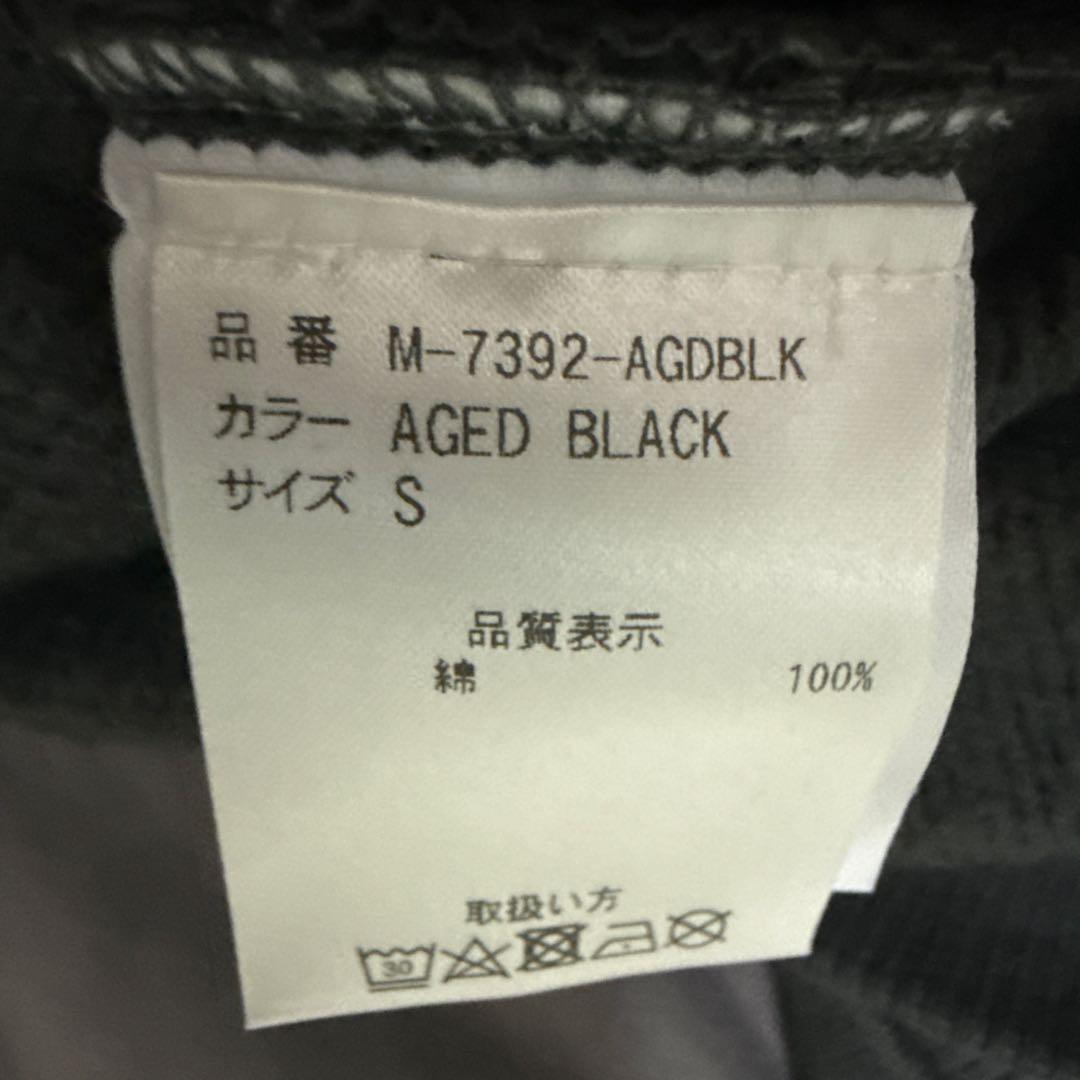 品 番 M-7392-AGDBLK
カラー AGED BLACK
サイズ S
品質表示
綿 100%
取扱い方
30